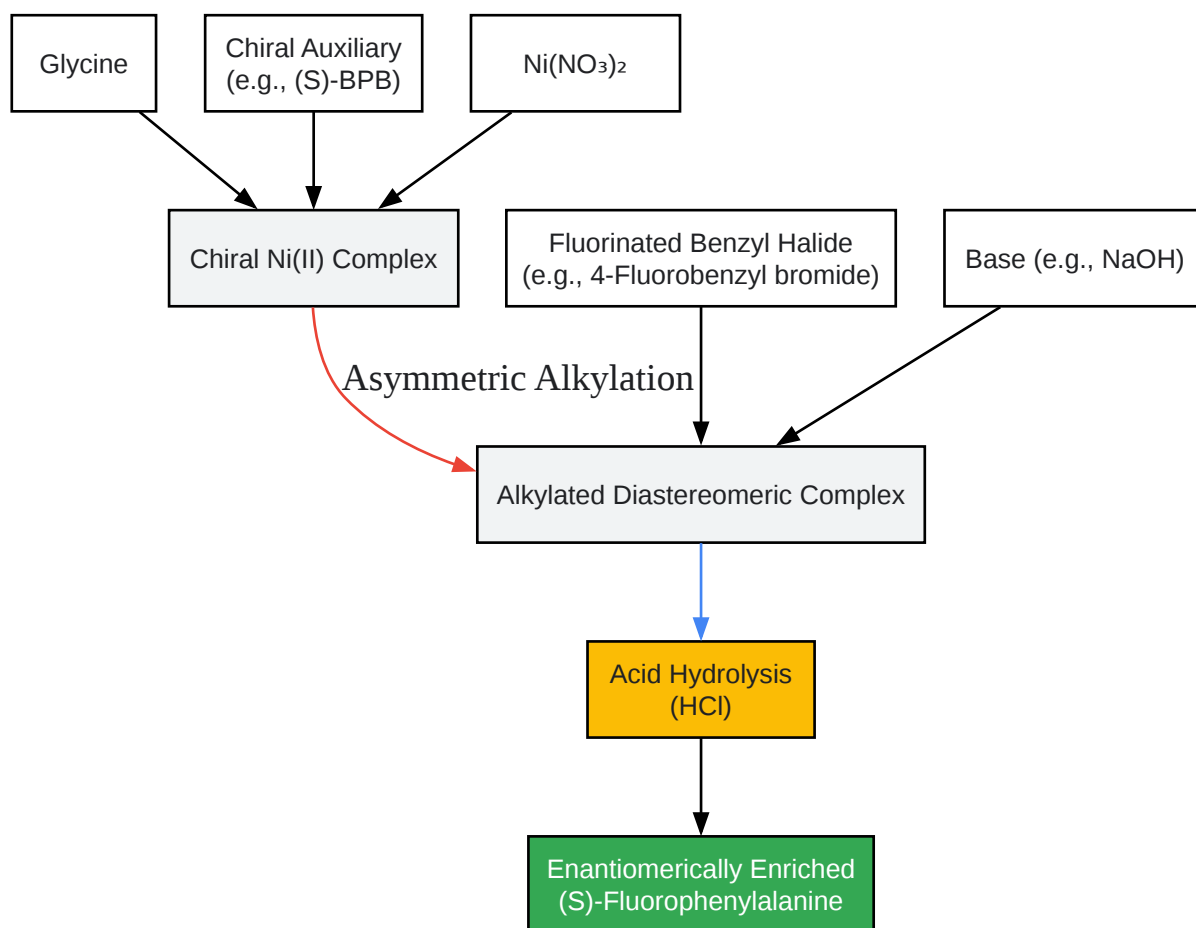 Glycine
Chiral Auxiliary
(e.g., (S)-BPB)
Ni(NO₃)₂
Chiral Ni(II) Complex
Fluorinated Benzyl Halide
(e.g., 4-Fluorobenzyl bromide)
Base (e.g., NaOH)
Asymmetric Alkylation
Alkylated Diastereomeric Complex
Acid Hydrolysis
(HCl)
Enantiomerically Enriched
(S)-Fluorophenylalanine